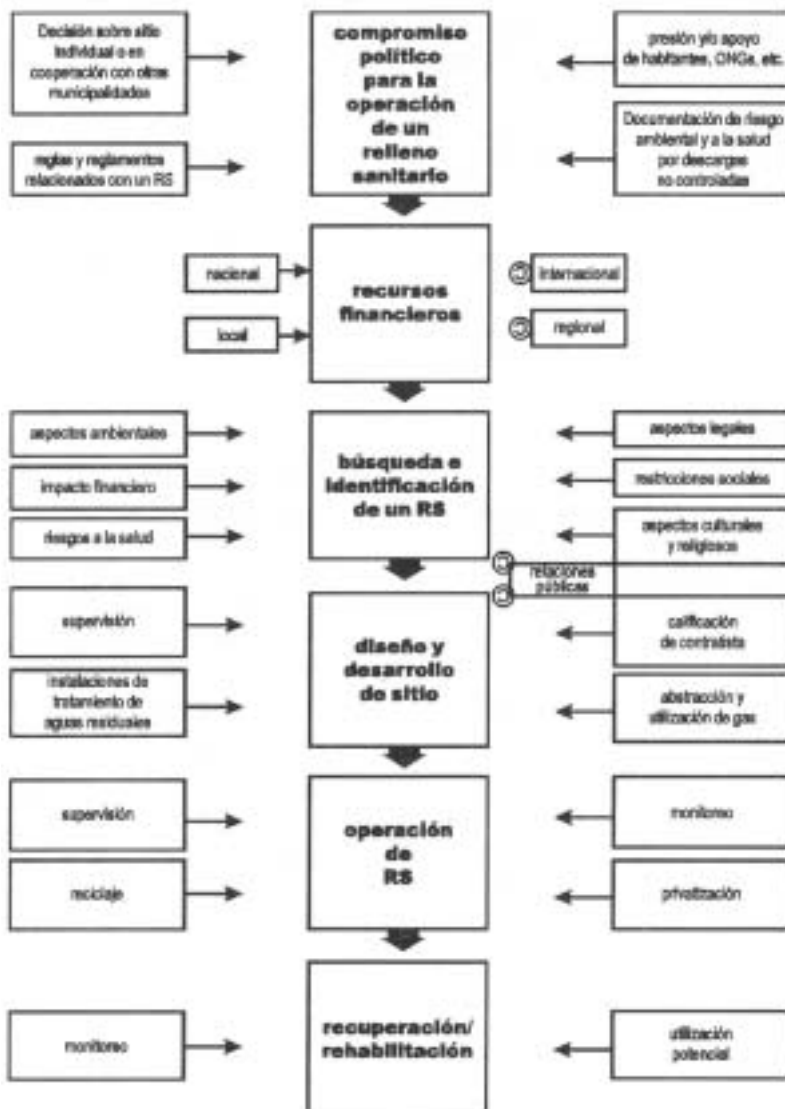 Decisión sobre sitio
individual o en
cooperación con otras
municipalidades
compromiso
político
para la
operación
de un
relleno
sanitario
presión y/o apoyo
de habitantes, ONGs, etc.
reglas y reglamentos
relacionados con un RS
Documentación de riesgo
ambiental y a la salud
por descargas
no controladas
nacional
local
recursos
financieros
internacional
regional
aspectos ambientales
impacto financiero
riesgos a la salud
búsqueda e
identificación
de un RS
aspectos legales
restricciones sociales
aspectos culturales
y religiosos
relaciones
públicas
supervisión
instalaciones de
tratamiento de
aguas residuales
diseño y
desarrollo
de sitio
calificación
de contratista
abstracción y
utilización de gas
supervisión
reciclaje
operación
de
RS
monitoreo
privatización
monitoreo
recuperación/
rehabilitación
utilización
potencial